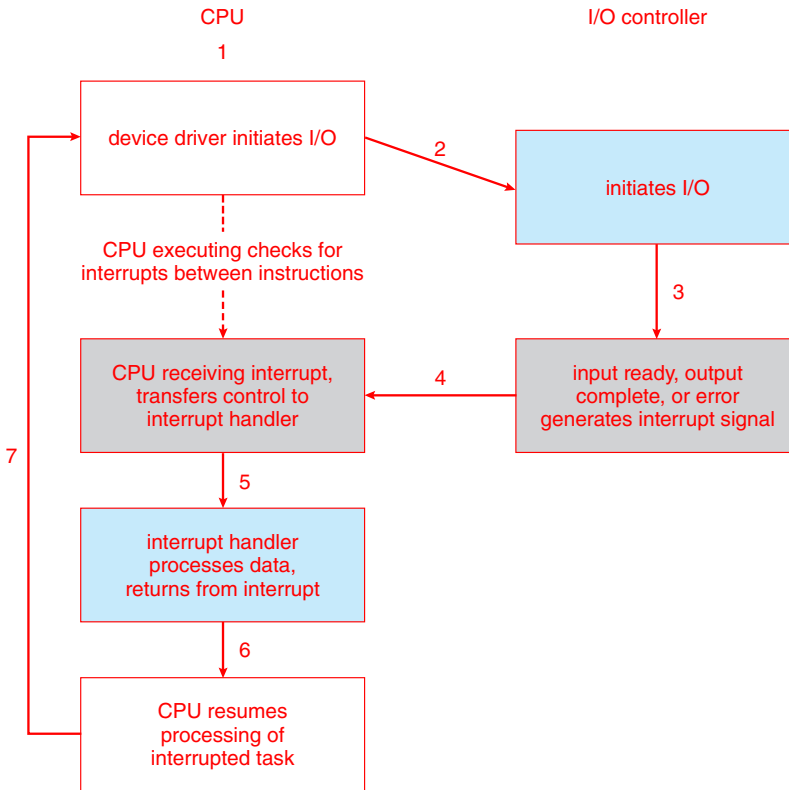 CPU
I/O controller
1
device driver initiates I/O
2
initiates I/O
CPU executing checks for
interrupts between instructions
3
CPU receiving interrupt,
transfers control to
interrupt handler
4
input ready, output
complete, or error
generates interrupt signal
7
5
interrupt handler
processes data,
returns from interrupt
6
CPU resumes
processing of
interrupted task